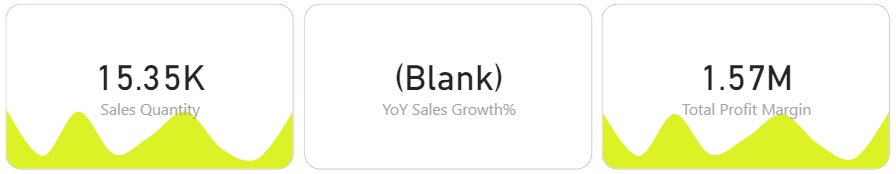 15.35K
Sales Quantity
(Blank)
YoY Sales Growth%
1.57M
Total Profit Margin